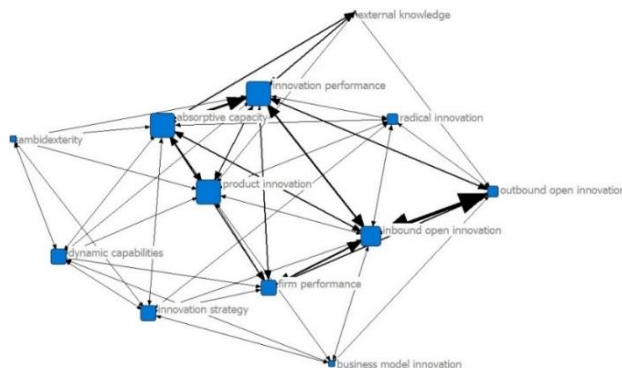 external knowledge
innovation performance
absorptive capacity
radical innovation
ambidexterity
product innovation
outbound open innovation
inbound open innovation
dynamic capabilities
firm performance
innovation strategy
business model innovation